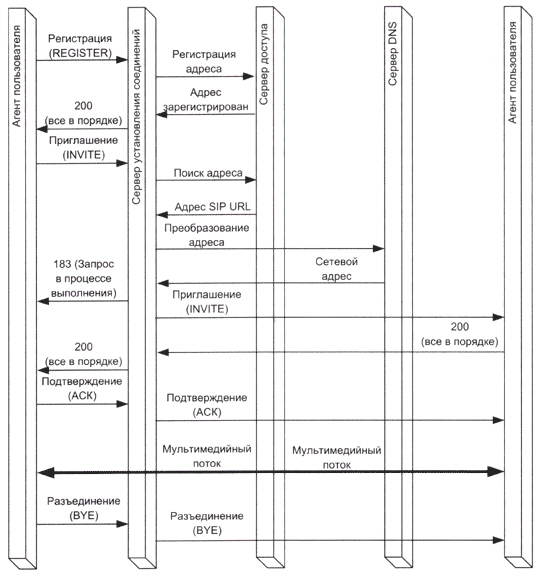 Агент пользователя
Сервер установления соединений
Сервер доступа
Сервер DNS
Агент пользователя
Регистрация
(REGISTER)
Регистрация
адреса
Адрес
зарегистрирован
200
(все в порядке)
Приглашение
(INVITE)
Поиск адреса
Адрес SIP URL
Преобразование
адреса
Сетевой
адрес
183 (Запрос
в процессе
выполнения)
Приглашение
(INVITE)
200
(все в порядке)
200
(все в порядке)
Подтверждение
(ACK)
Подтверждение
(ACK)
Мультимедийный
поток
Мультимедийный
поток
Разъединение
(BYE)
Разъединение
(BYE)